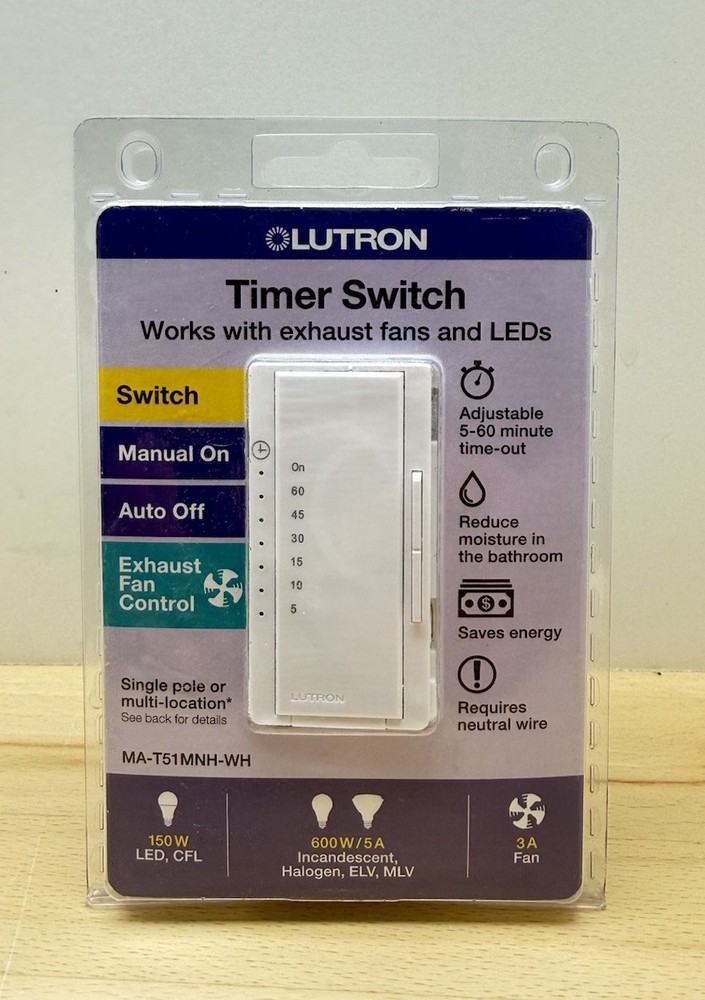 LUTRON
Timer Switch
Works with exhaust fans and LEDs
Switch
Manual On
Auto Off
Exhaust
Fan
Control
On
60
45
30
15
10
5
LUTRON
Adjustable
5-60 minute
time-out
Reduce
moisture in
the bathroom
$
Saves energy
!
Requires
neutral wire
Single pole or
multi-location*
See back for details
MA-T51MNH-WH
150W
LED, CFL
600W/5A
Incandescent,
Halogen, ELV, MLV
3A
Fan